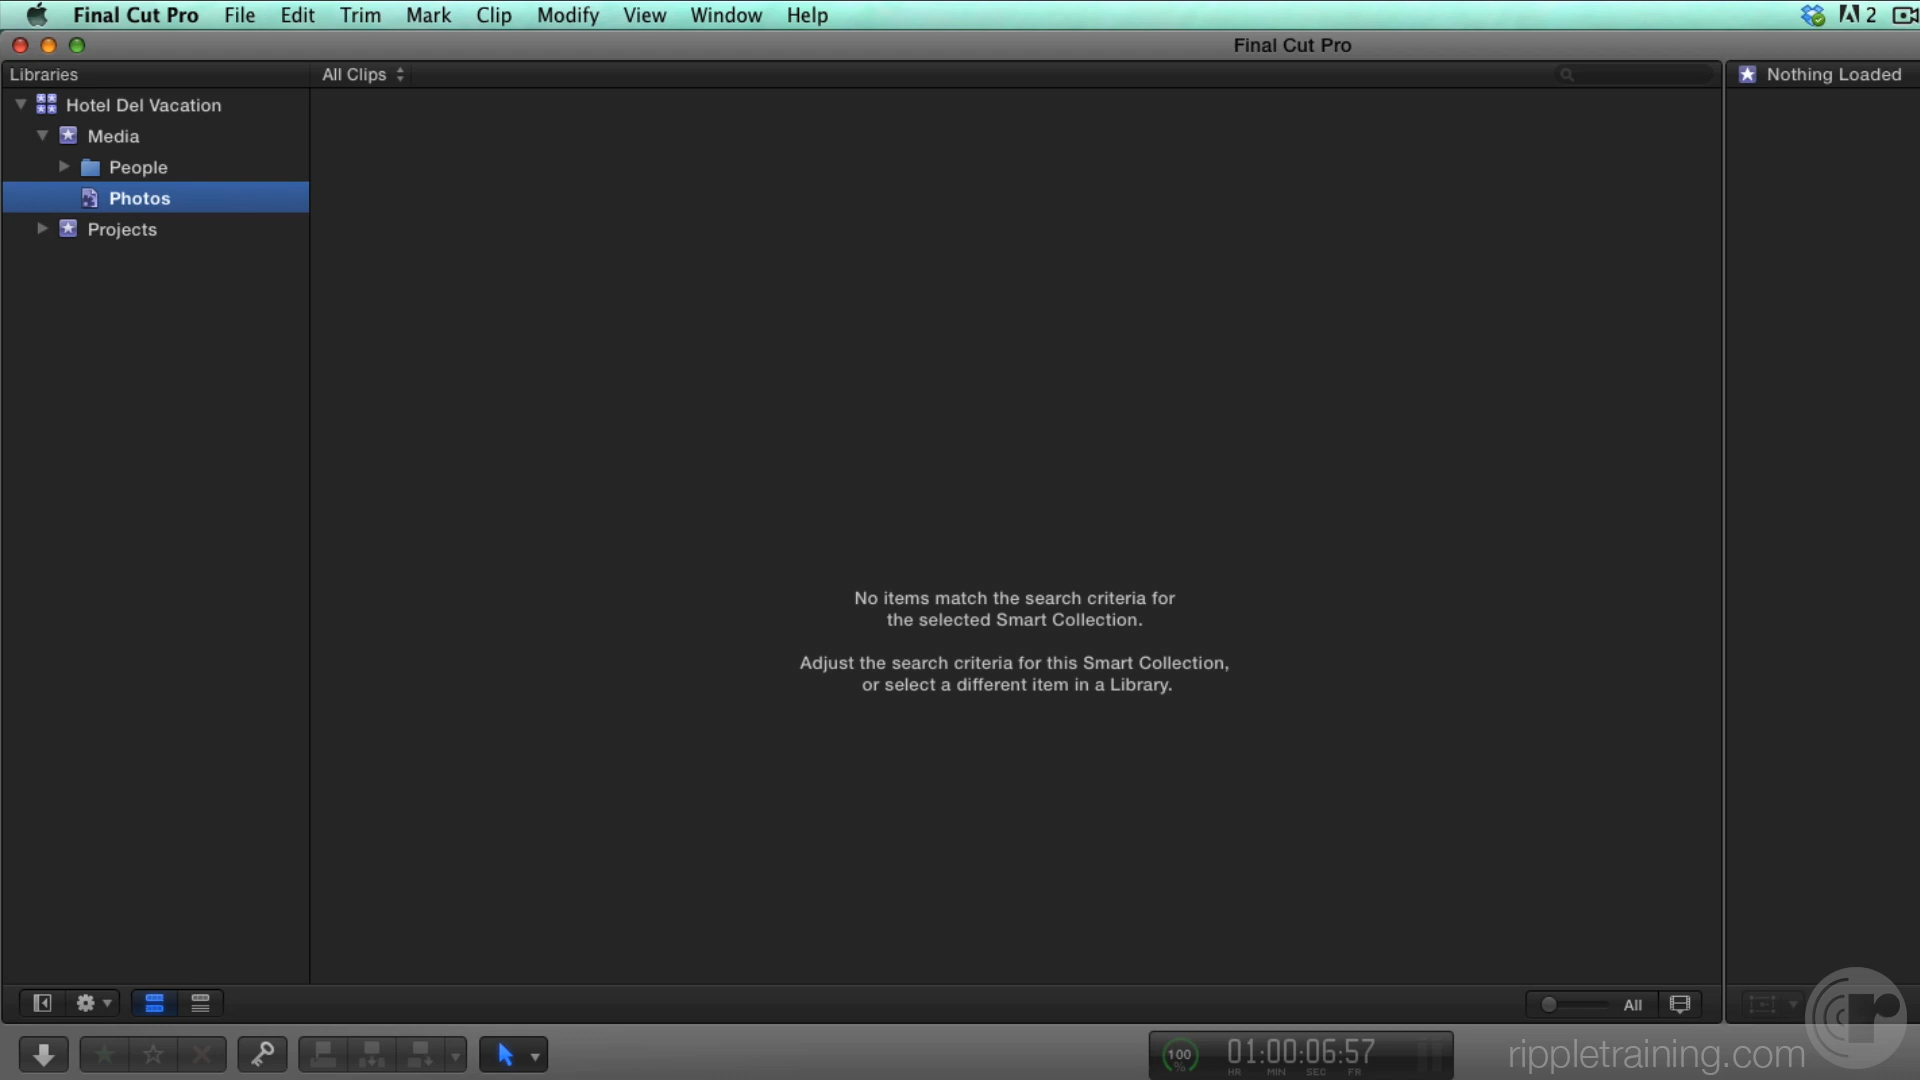 Final Cut Pro File Edit Trim Mark Clip Modify View Window Help 2
Final Cut Pro
Libraries All Clips Nothing Loaded
Hotel Del Vacation
Media
People
Photos
Projects
No items match the search criteria for
the selected Smart Collection.
Adjust the search criteria for this Smart Collection,
or select a different item in a Library.
All
100 % 01:00:06:57
HR MIN SEC FR
rippletraining.com